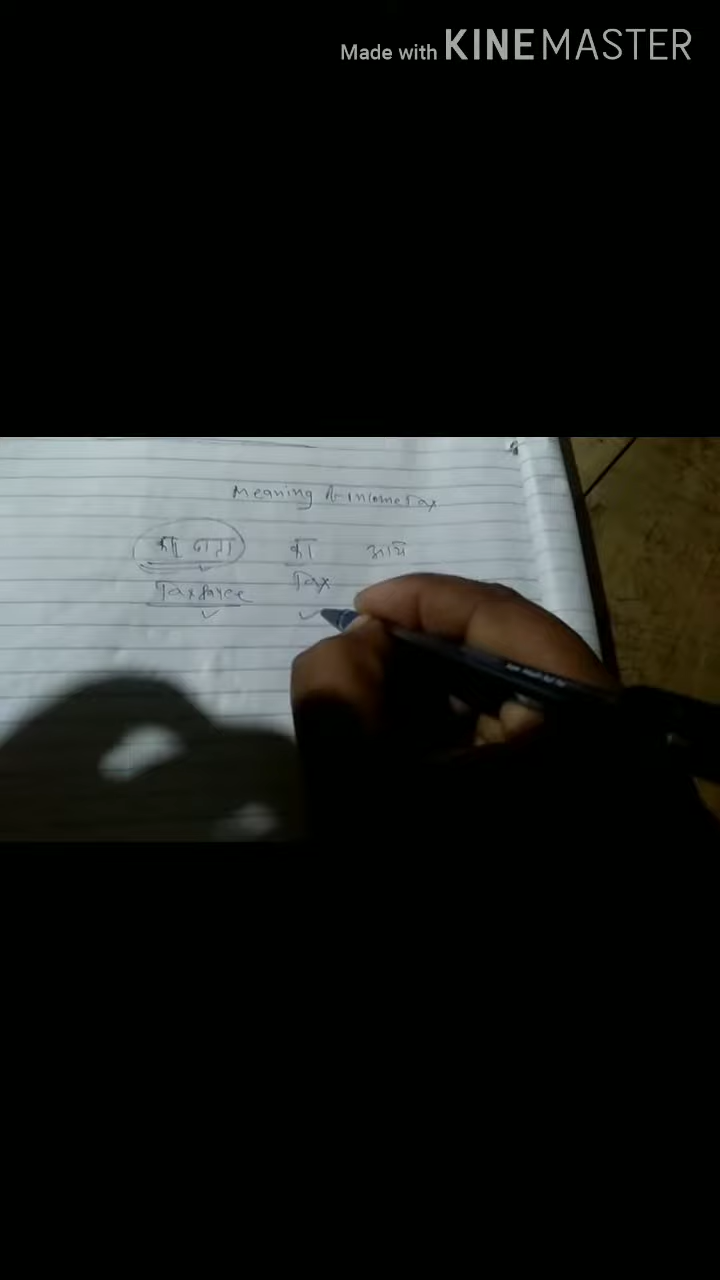 Made with KINEMASTER
Meaning of Income Tax
कर दाता कर आय
Taxpayee Tax